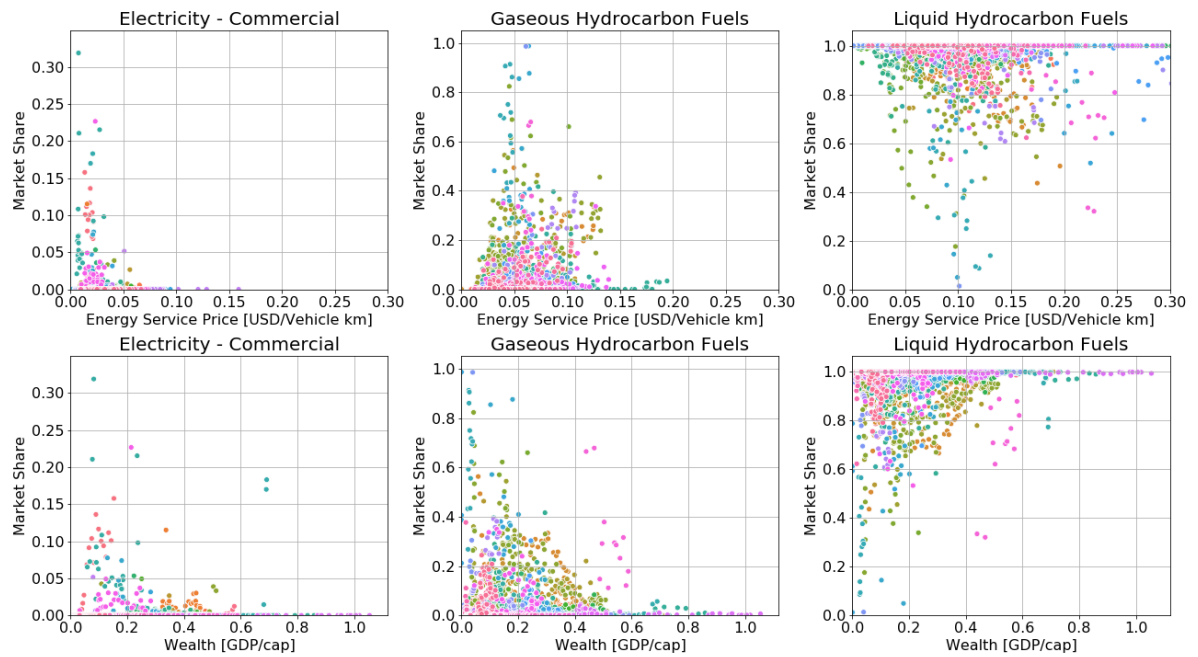 Electricity - Commercial
Gaseous Hydrocarbon Fuels
Liquid Hydrocarbon Fuels
Market Share
0.30
0.25
0.20
0.15
0.10
0.05
0.00
0.00 0.05 0.10 0.15 0.20 0.25 0.30
Energy Service Price [USD/Vehicle km]
Market Share
1.0
0.8
0.6
0.4
0.2
0.0
0.00 0.05 0.10 0.15 0.20 0.25 0.30
Energy Service Price [USD/Vehicle km]
Market Share
1.0
0.8
0.6
0.4
0.2
0.0
0.00 0.05 0.10 0.15 0.20 0.25 0.30
Energy Service Price [USD/Vehicle km]
Electricity - Commercial
Gaseous Hydrocarbon Fuels
Liquid Hydrocarbon Fuels
Market Share
0.30
0.25
0.20
0.15
0.10
0.05
0.00
0.0 0.2 0.4 0.6 0.8 1.0
Wealth [GDP/cap]
Market Share
1.0
0.8
0.6
0.4
0.2
0.0
0.0 0.2 0.4 0.6 0.8 1.0
Wealth [GDP/cap]
Market Share
1.0
0.8
0.6
0.4
0.2
0.0
0.0 0.2 0.4 0.6 0.8 1.0
Wealth [GDP/cap]